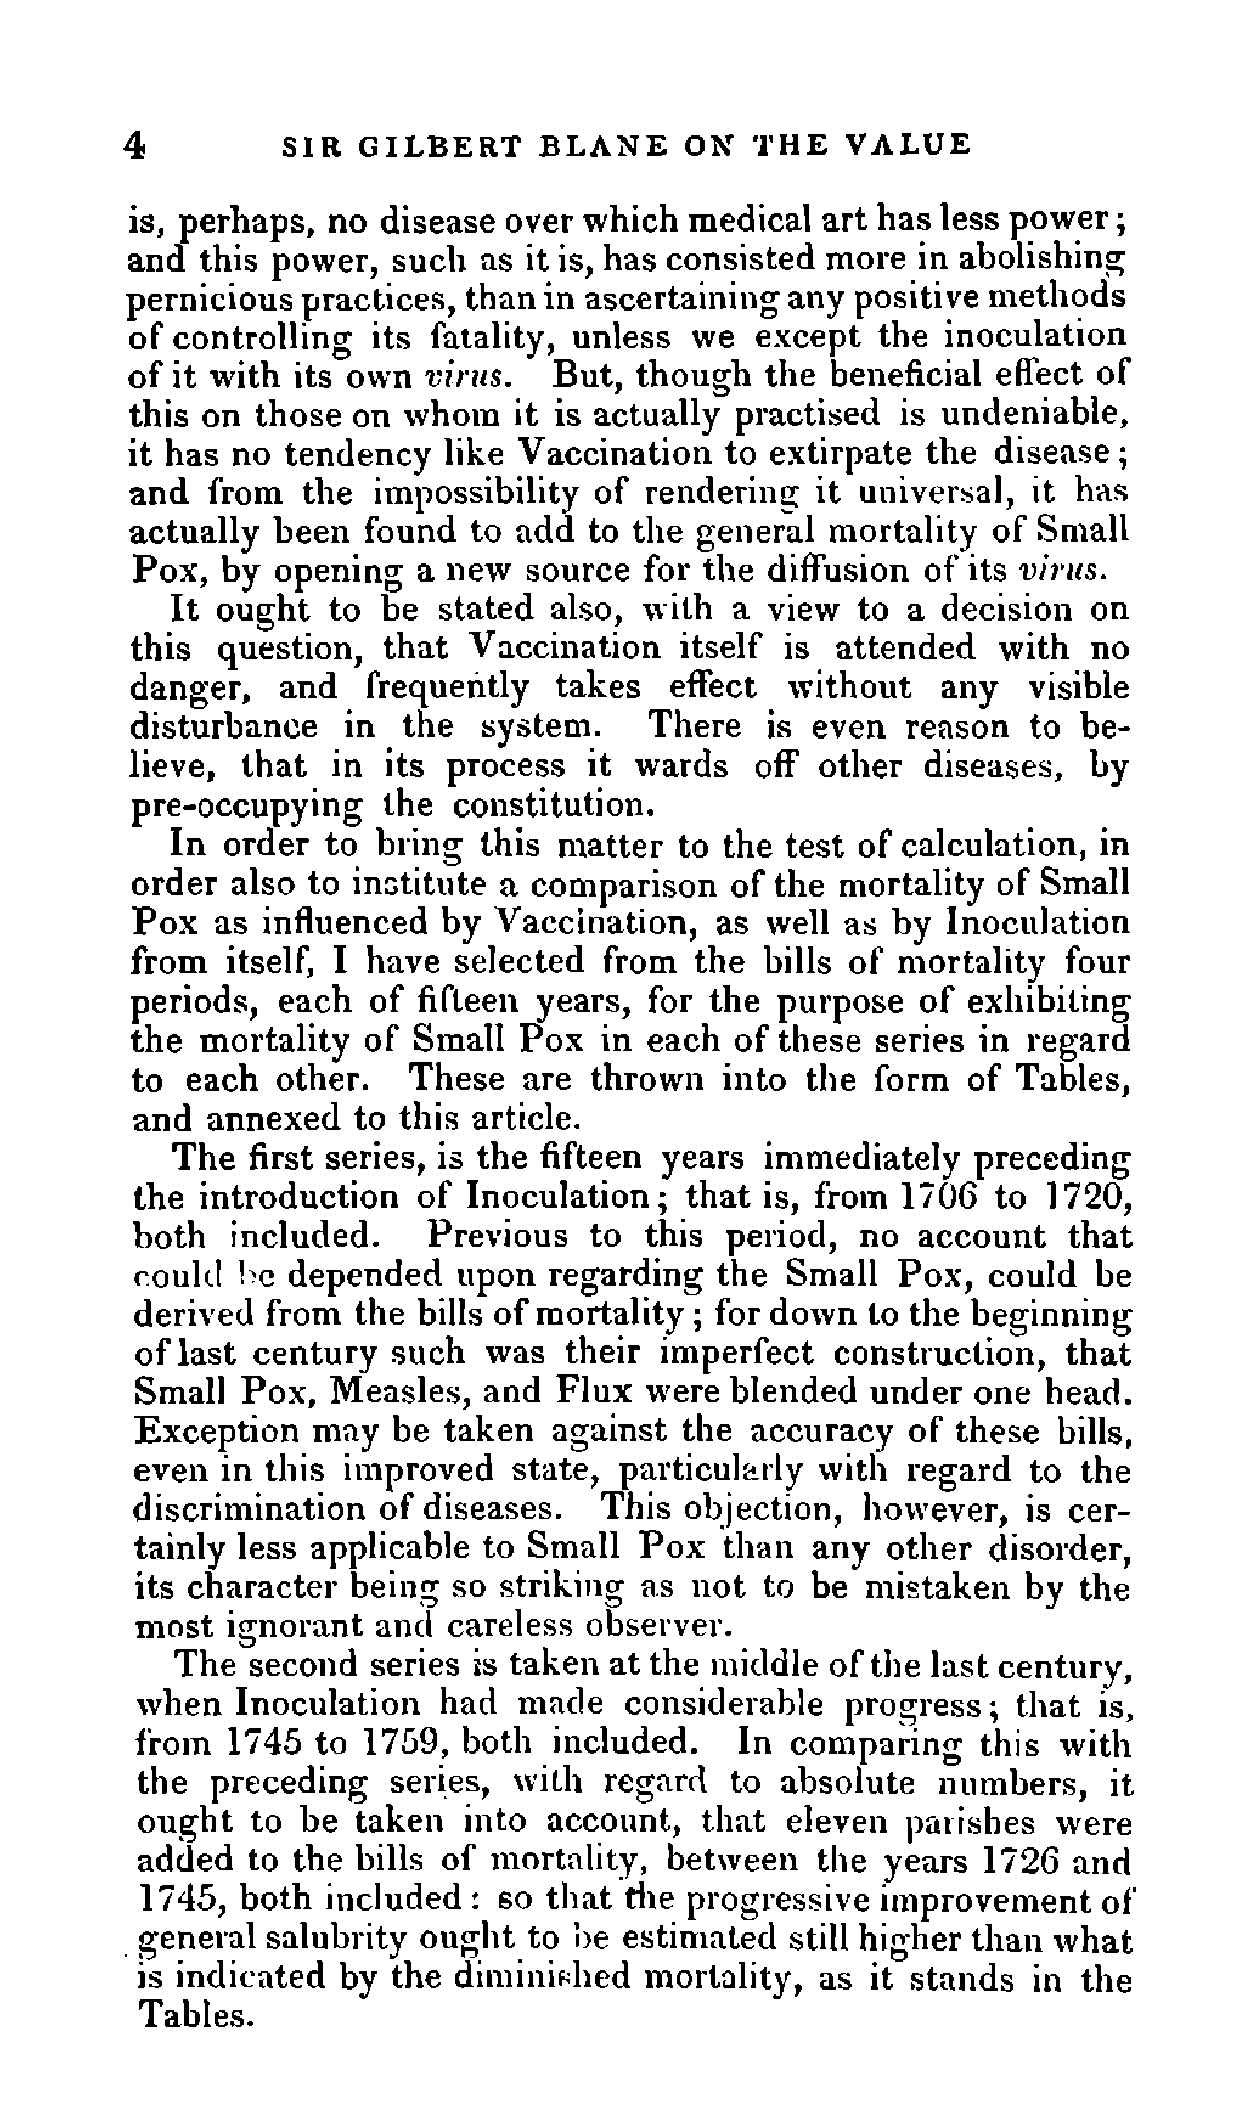 4 SIR GILBERT BLANE ON THE VALUE
is, perhaps, no disease over which medical art has less power;
and this power, such as it is, has consisted more in abolishing
pernicious practices, than in ascertaining any positive methods
of controlling its fatality, unless we except the inoculation
of it with its own virus. But, though the beneficial effect of
this on those on whom it is actually practised is undeniable,
it has no tendency like Vaccination to extirpate the disease;
and from the impossibility of rendering it universal, it has
actually been found to add to the general mortality of Small
Pox, by opening a new source for the diffusion of its virus.
It ought to be stated also, with a view to a decision on
this question, that Vaccination itself is attended with no
danger, and frequently takes effect without any visible
disturbance in the system. There is even reason to be-
lieve, that in its process it wards off other diseases, by
pre-occupying the constitution.
In order to bring this matter to the test of calculation, in
order also to institute a comparison of the mortality of Small
Pox as influenced by Vaccination, as well as by Inoculation
from itself, I have selected from the bills of mortality four
periods, each of fifteen years, for the purpose of exhibiting
the mortality of Small Pox in each of these series in regard
to each other. These are thrown into the form of Tables,
and annexed to this article.
The first series, is the fifteen years immediately preceding
the introduction of Inoculation; that is, from 1706 to 1720,
both included. Previous to this period, no account that
could be depended upon regarding the Small Pox, could be
derived from the bills of mortality; for down to the beginning
of last century such was their imperfect construction, that
Small Pox, Measles, and Flux were blended under one head.
Exception may be taken against the accuracy of these bills,
even in this improved state, particularly with regard to the
discrimination of diseases. This objection, however, is cer-
tainly less applicable to Small Pox than any other disorder,
its character being so striking as not to be mistaken by the
most ignorant and careless observer.
The second series is taken at the middle of the last century,
when Inoculation had made considerable progress; that is,
from 1745 to 1759, both included. In comparing this with
the preceding series, with regard to absolute numbers, it
ought to be taken into account, that eleven parishes were
added to the bills of mortality, between the years 1726 and
1745, both included: so that the progressive improvement of
general salubrity ought to be estimated still higher than what
is indicated by the diminished mortality, as it stands in the
Tables.